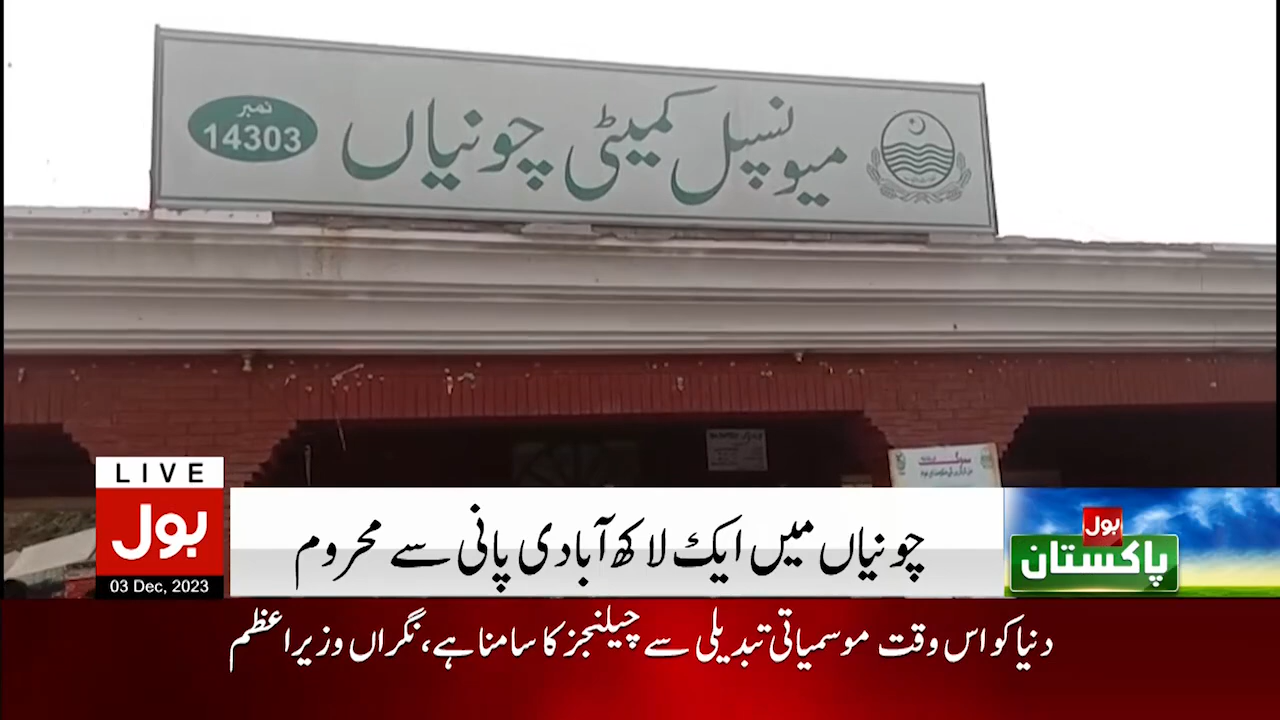 میونسپل کمیٹی چونیاں
نمبر
14303
LIVE
بول
03 Dec, 2023
چونیاں میں ایک لاکھ آبادی پانی سے محروم
بول
پاکستان
دنیا کو اس وقت موسمیاتی تبدیلی سے چیلنجز کا سامنا ہے، نگراں وزیراعظم